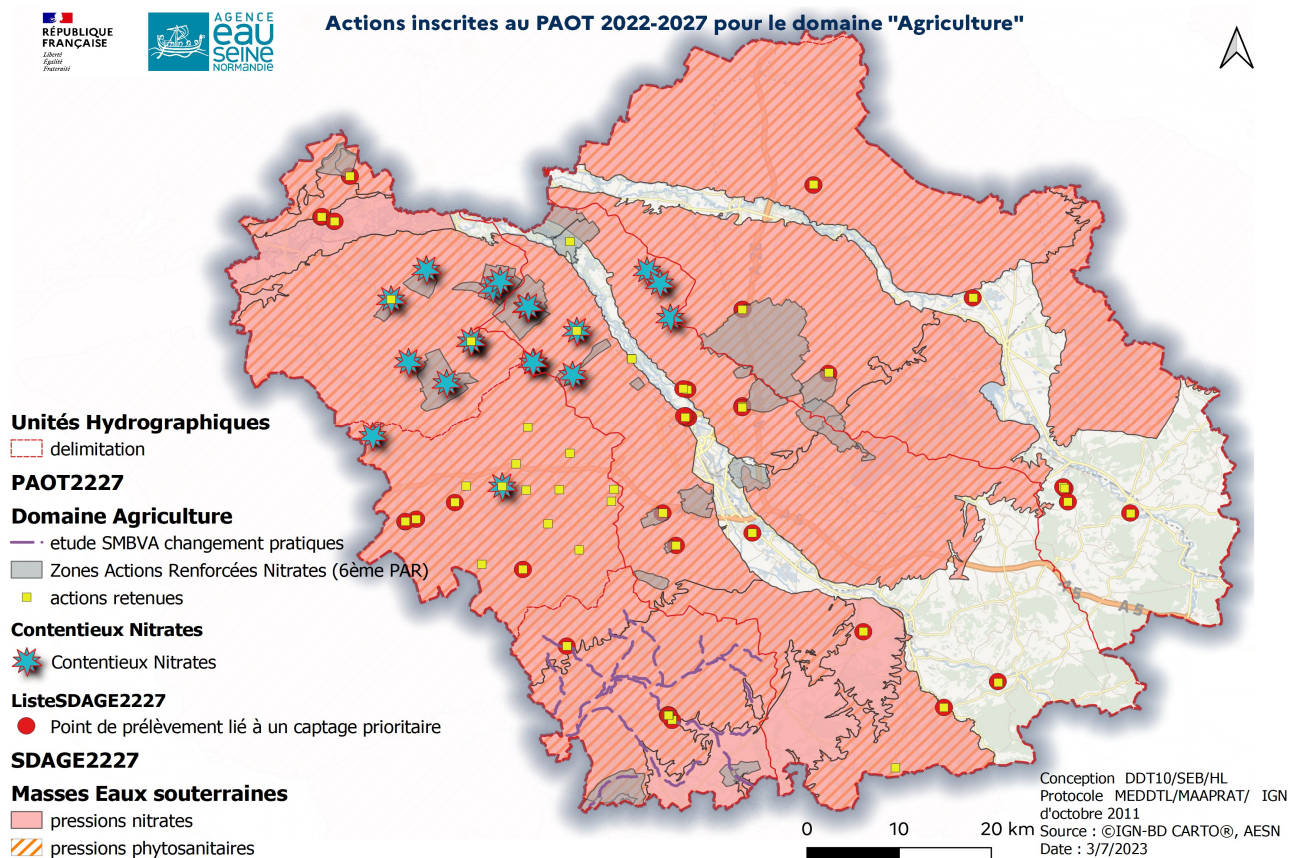 Actions inscrites au PAOT 2022-2027 pour le domaine "Agriculture"
RÉPUBLIQUE
FRANÇAISE
Liberté
Égalité
Fraternité
AGENCE
eau
SEINE
NORMANDIE
Unités Hydrographiques
delimitation
PAOT2227
Domaine Agriculture
etude SMBVA changement pratiques
Zones Actions Renforcées Nitrates (6ème PAR)
actions retenues
Contentieux Nitrates
Contentieux Nitrates
ListeSDAGE2227
Point de prélèvement lié à un captage prioritaire
SDAGE2227
Masses Eaux souterraines
pressions nitrates
pressions phytosanitaires
A5
A 5
0 10 20 km
Conception DDT10/SEB/HL
Protocole MEDDTL/MAAPRAT/ IGN
d'octobre 2011
Source : ©IGN-BD CARTO®, AESN
Date : 3/7/2023